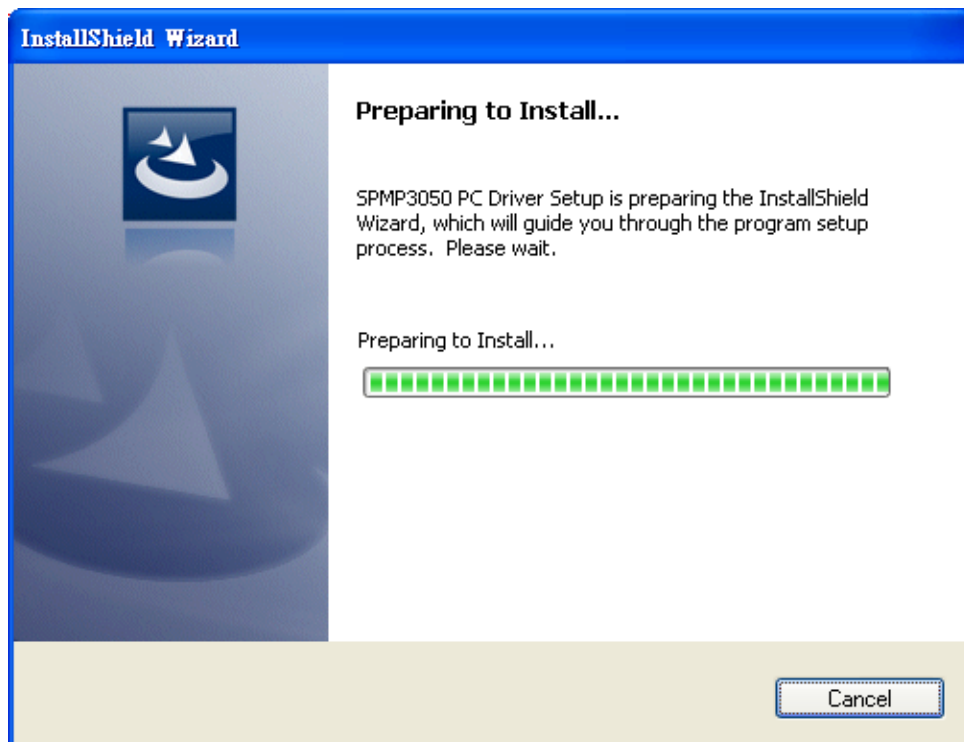 InstallShield Wizard
Preparing to Install...
SPMP3050 PC Driver Setup is preparing the InstallShield
Wizard, which will guide you through the program setup
process.  Please wait.
Preparing to Install...
Cancel